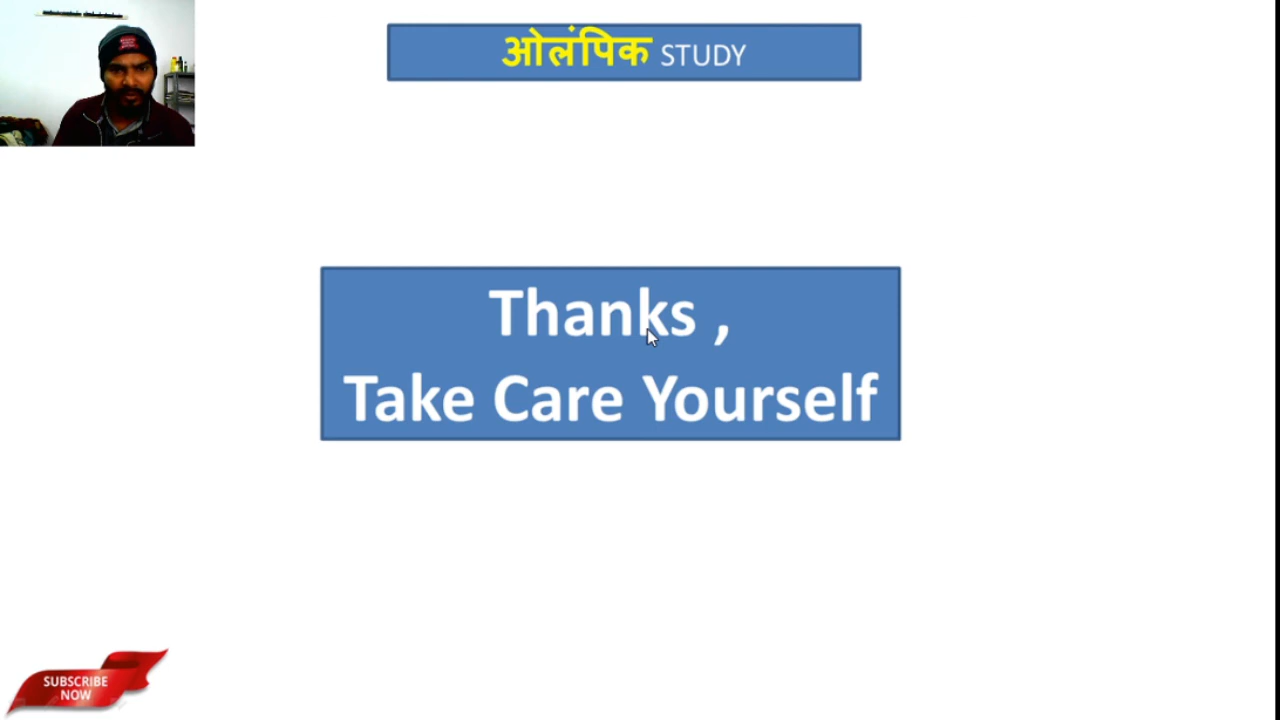 ओलंपिक STUDY
Thanks ,
Take Care Yourself
SUBSCRIBE
NOW